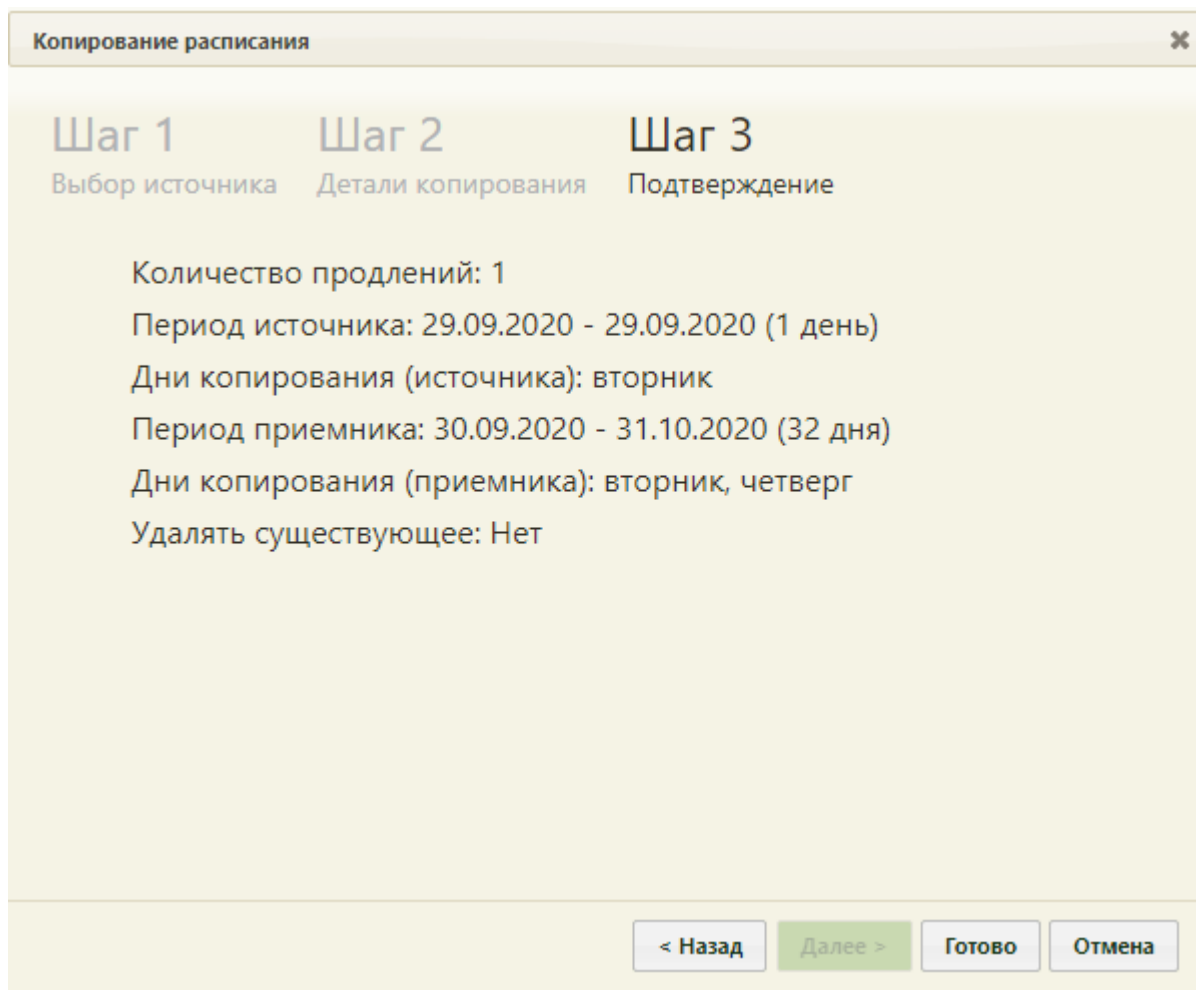 Копирование расписания
Шаг 1 Шаг 2 Шаг 3
Выбор источника Детали копирования Подтверждение
Количество продлений: 1
Период источника: 29.09.2020 - 29.09.2020 (1 день)
Дни копирования (источника): вторник
Период приемника: 30.09.2020 - 31.10.2020 (32 дня)
Дни копирования (приемника): вторник, четверг
Удалять существующее: Нет
< Назад Далее > Готово Отмена